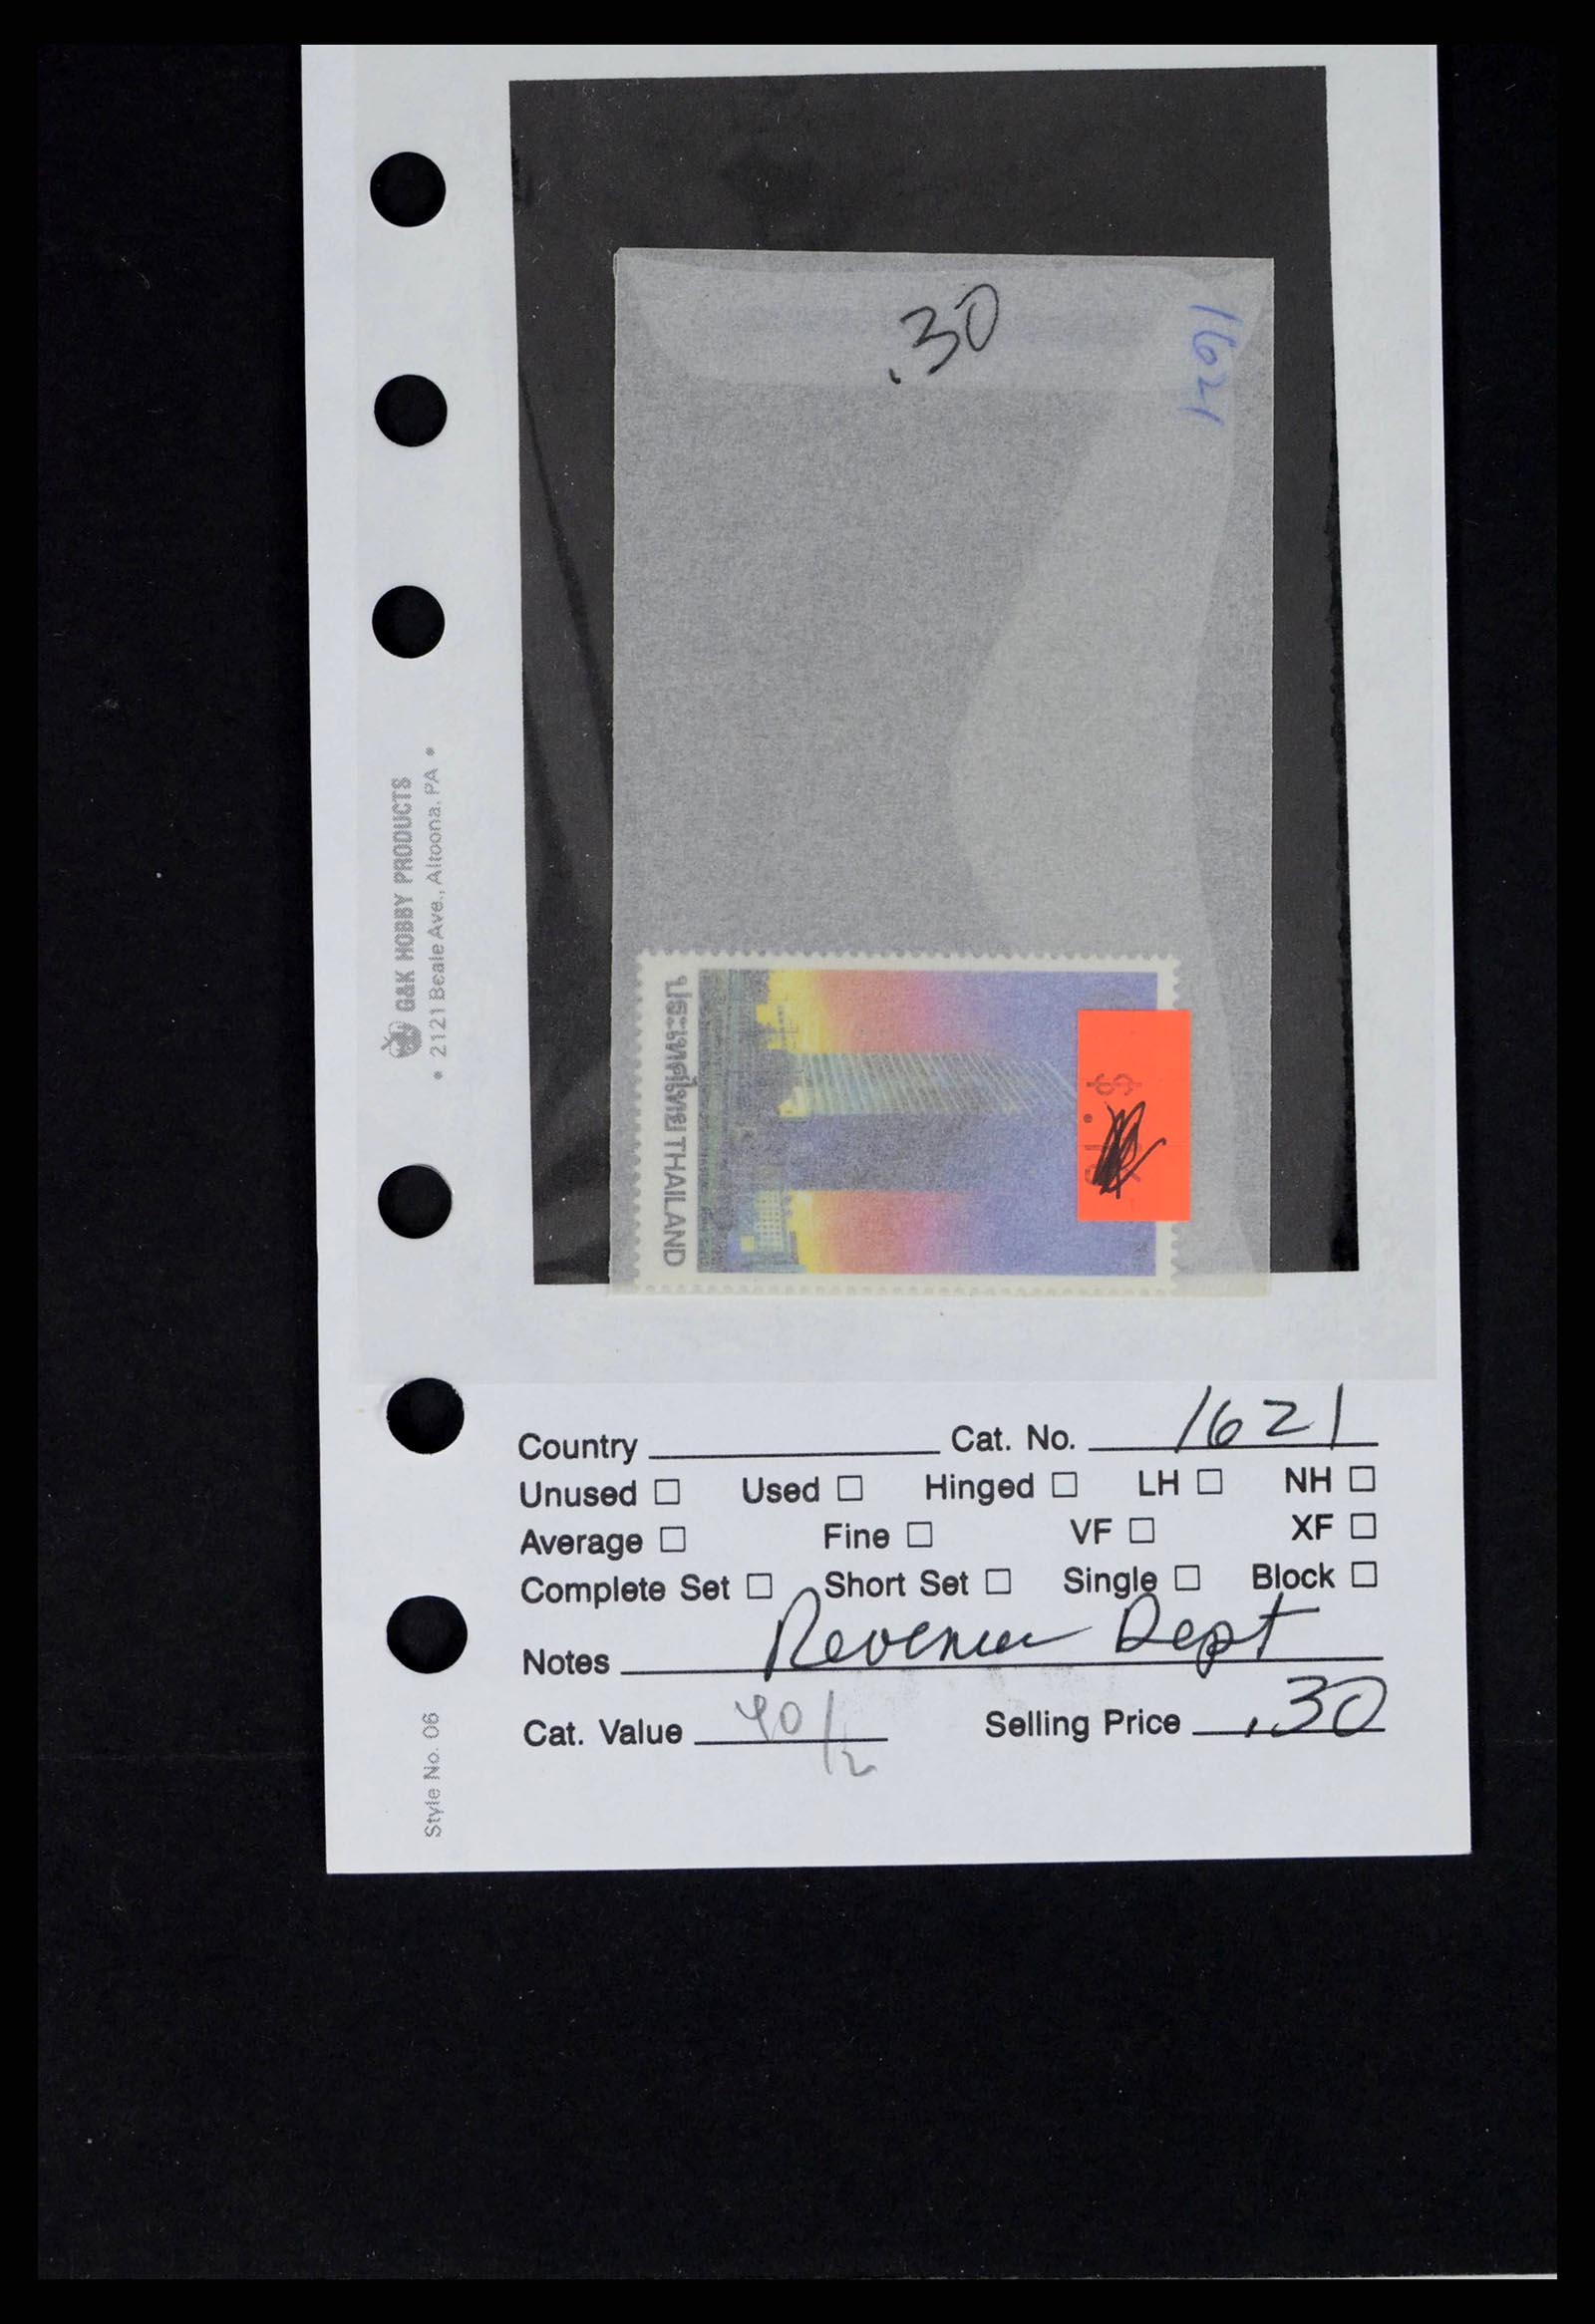 .30
1621
G&K HOBBY PRODUCTS
• 2121 Beale Ave., Altoona, PA •
ประเทศไทย THAILAND
$ .
Country Cat. No. 1621
Unused □ Used □ Hinged □ LH □ NH □
Average □ Fine □ VF □ XF □
Complete Set □ Short Set □ Single □ Block □
Notes Revenue Dept
Cat. Value 40/2 Selling Price .30
Style No. 06